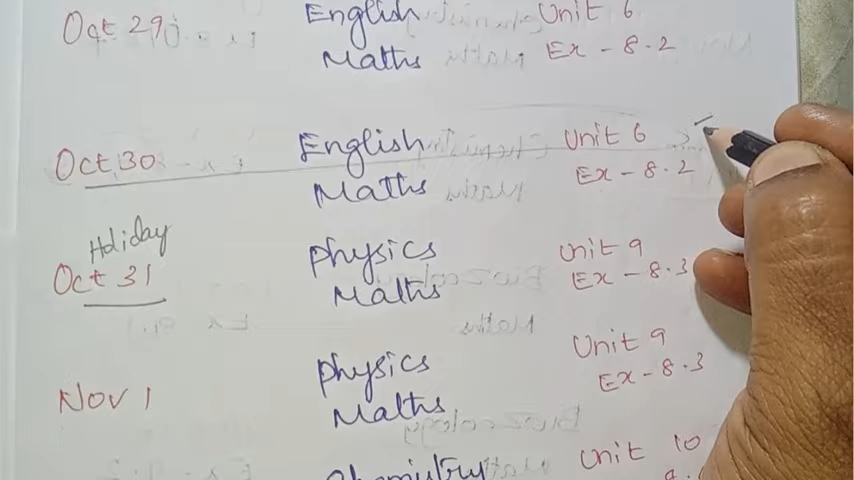 Oct 29 English Unit 6
Maths Ex - 8.2
Oct 30 English Unit 6
Maths Ex - 8.2
Holiday
Oct 31 Physics Unit 9
Maths Ex - 8.3
Nov 1 Physics Unit 9
Maths Ex - 8.3
Chemistry Unit 10